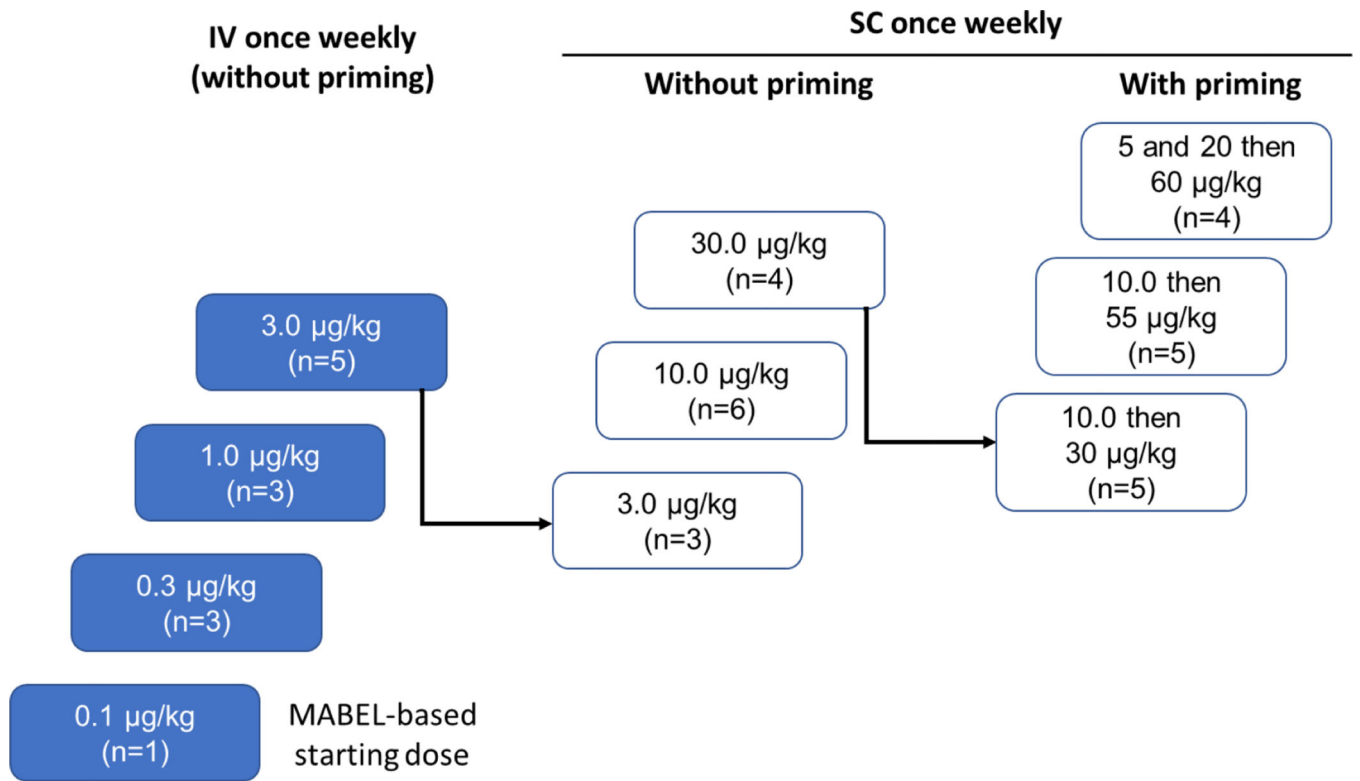 IV once weekly
(without priming)
3.0 µg/kg
(n=5)
1.0 µg/kg
(n=3)
0.3 µg/kg
(n=3)
0.1 µg/kg
(n=1)
MABEL-based
starting dose
SC once weekly
Without priming
30.0 µg/kg
(n=4)
10.0 µg/kg
(n=6)
3.0 µg/kg
(n=3)
With priming
5 and 20 then
60 µg/kg
(n=4)
10.0 then
55 µg/kg
(n=5)
10.0 then
30 µg/kg
(n=5)